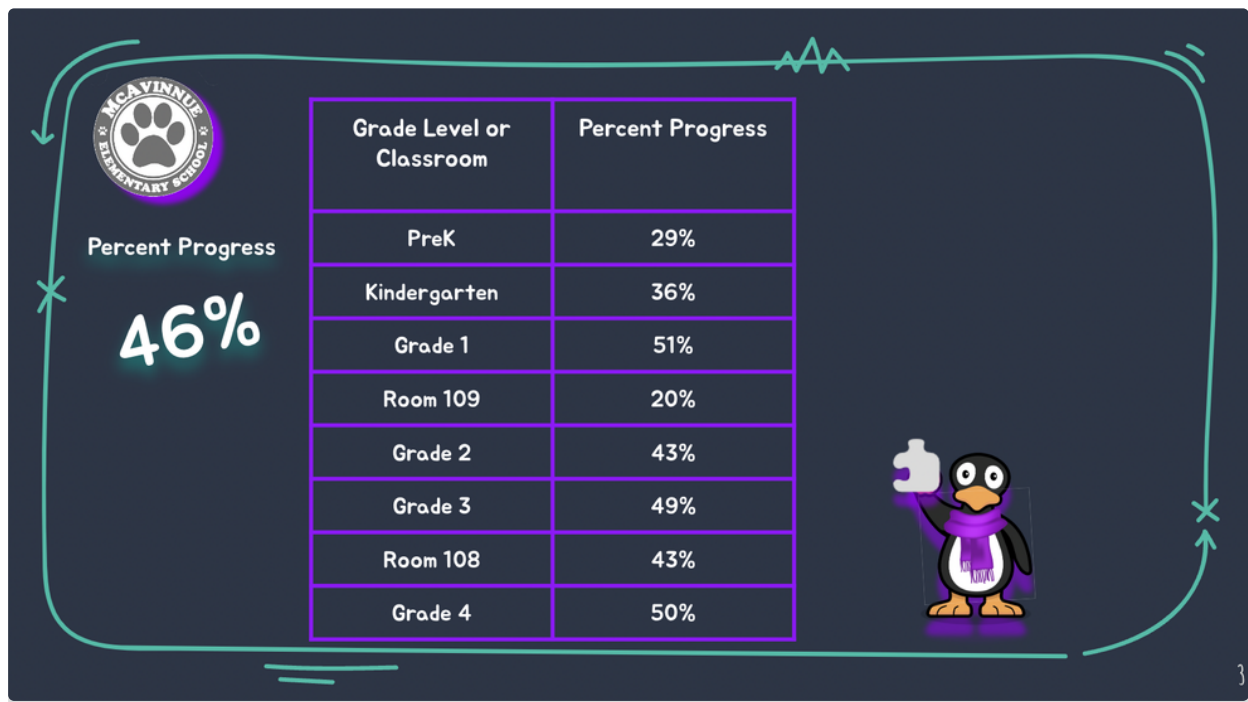 McAVINNUE
ELEMENTARY SCHOOL
Percent Progress
46%
Grade Level or
Classroom
Percent Progress
PreK 29%
Kindergarten 36%
Grade 1 51%
Room 109 20%
Grade 2 43%
Grade 3 49%
Room 108 43%
Grade 4 50%
3